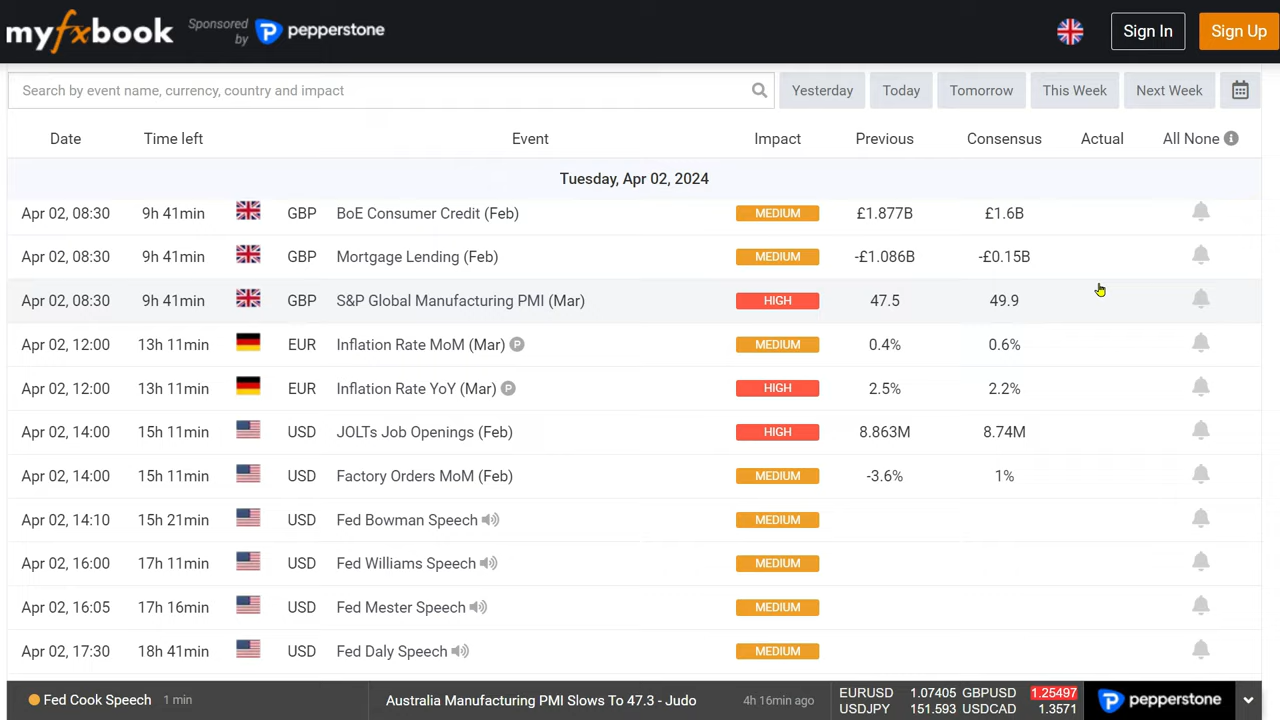 myfxbook Sponsored by pepperstone Sign In Sign Up
Search by event name, currency, country and impact Yesterday Today Tomorrow This Week Next Week
Date Time left Event Impact Previous Consensus Actual All None
Tuesday, Apr 02, 2024
Apr 02, 08:30 9h 41min GBP BoE Consumer Credit (Feb) MEDIUM £1.877B £1.6B
Apr 02, 08:30 9h 41min GBP Mortgage Lending (Feb) MEDIUM -£1.086B -£0.15B
Apr 02, 08:30 9h 41min GBP S&P Global Manufacturing PMI (Mar) HIGH 47.5 49.9
Apr 02, 12:00 13h 11min EUR Inflation Rate MoM (Mar) P MEDIUM 0.4% 0.6%
Apr 02, 12:00 13h 11min EUR Inflation Rate YoY (Mar) P HIGH 2.5% 2.2%
Apr 02, 14:00 15h 11min USD JOLTs Job Openings (Feb) HIGH 8.863M 8.74M
Apr 02, 14:00 15h 11min USD Factory Orders MoM (Feb) MEDIUM -3.6% 1%
Apr 02, 14:10 15h 21min USD Fed Bowman Speech MEDIUM
Apr 02, 16:00 17h 11min USD Fed Williams Speech MEDIUM
Apr 02, 16:05 17h 16min USD Fed Mester Speech MEDIUM
Apr 02, 17:30 18h 41min USD Fed Daly Speech MEDIUM
Fed Cook Speech 1 min Australia Manufacturing PMI Slows To 47.3 - Judo 4h 16min ago EURUSD 1.07405 GBPUSD 1.25497 pepperstone
USDJPY 151.593 USDCAD 1.3571